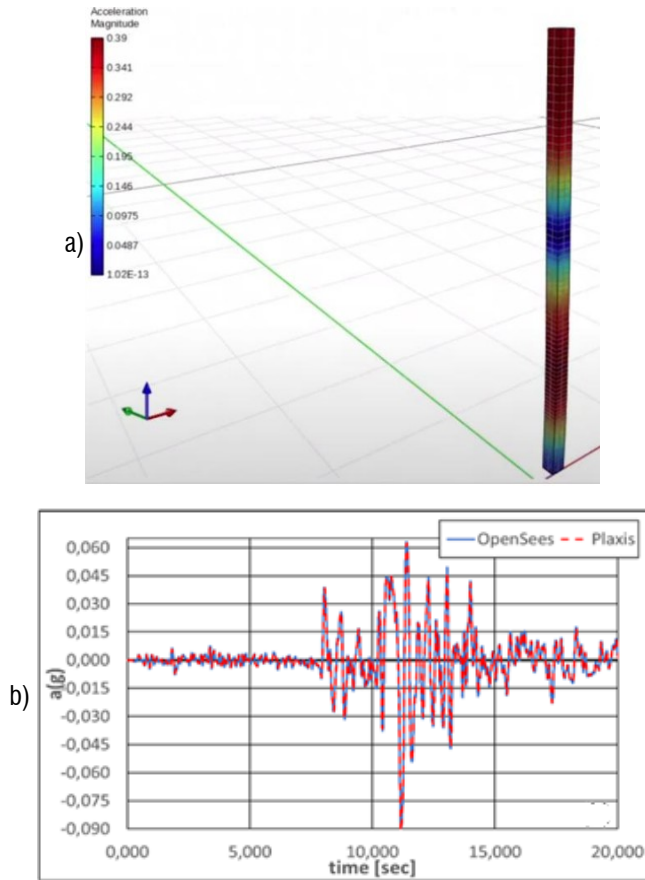 Acceleration
Magnitude
0.39
0.341
0.292
0.244
0.195
0.146
0.0975
0.0487
1.02E-13
a)
OpenSees Plaxis
0,060
0,045
0,030
0,015
0,000
-0,015
-0,030
-0,045
-0,060
-0,075
-0,090
a(g)
b)
0,000 5,000 10,000 15,000 20,000
time [sec]